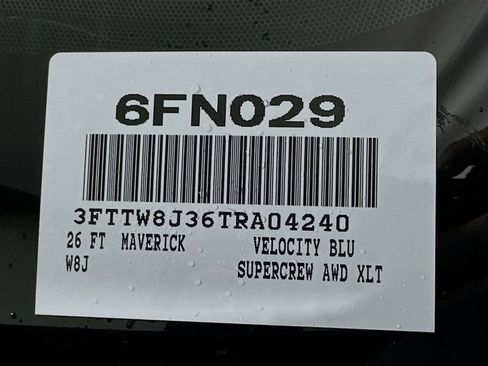 6FN029
3FTTW8J36TRA04240
26 FT MAVERICK VELOCITY BLU
W8J SUPERCREW AWD XLT